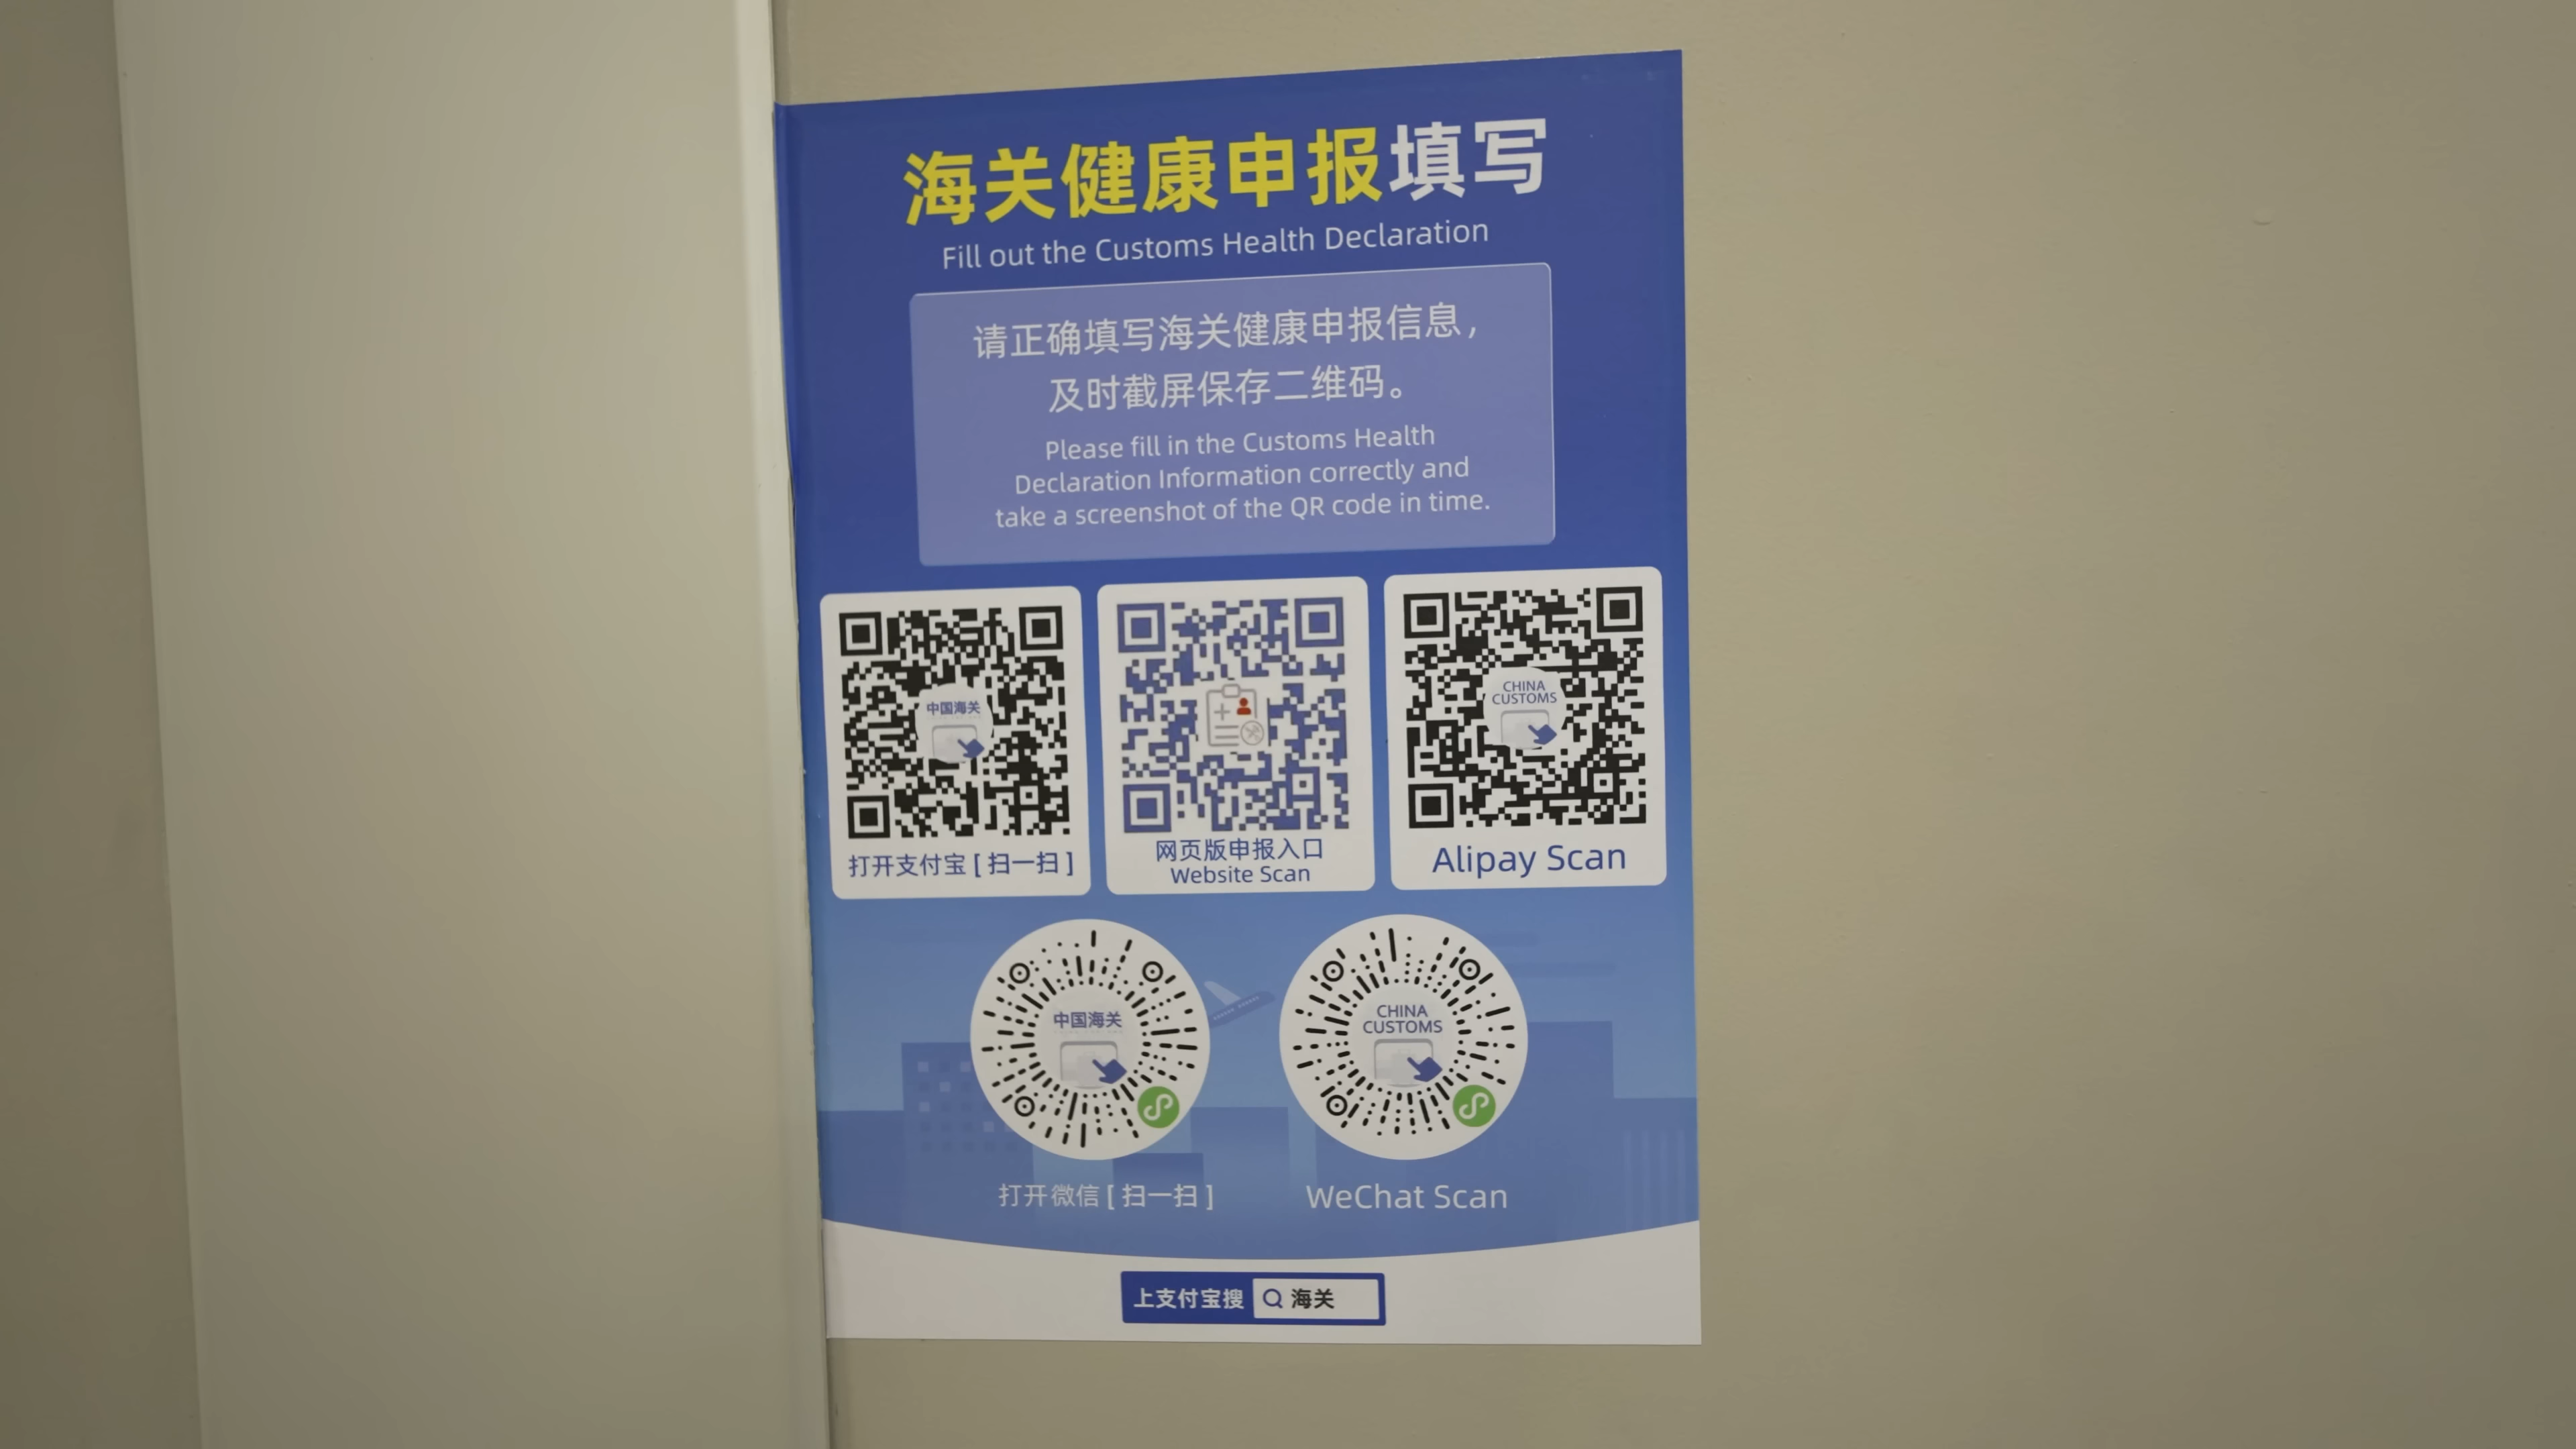 海关健康申报填写
Fill out the Customs Health Declaration
请正确填写海关健康申报信息，
及时截屏保存二维码。
Please fill in the Customs Health
Declaration Information correctly and
take a screenshot of the QR code in time.
中国海关
CHINA
CUSTOMS
打开支付宝 [ 扫一扫 ]
网页版申报入口
Website Scan
Alipay Scan
中国海关
CHINA
CUSTOMS
打开微信 [ 扫一扫 ]
WeChat Scan
上支付宝搜 海关